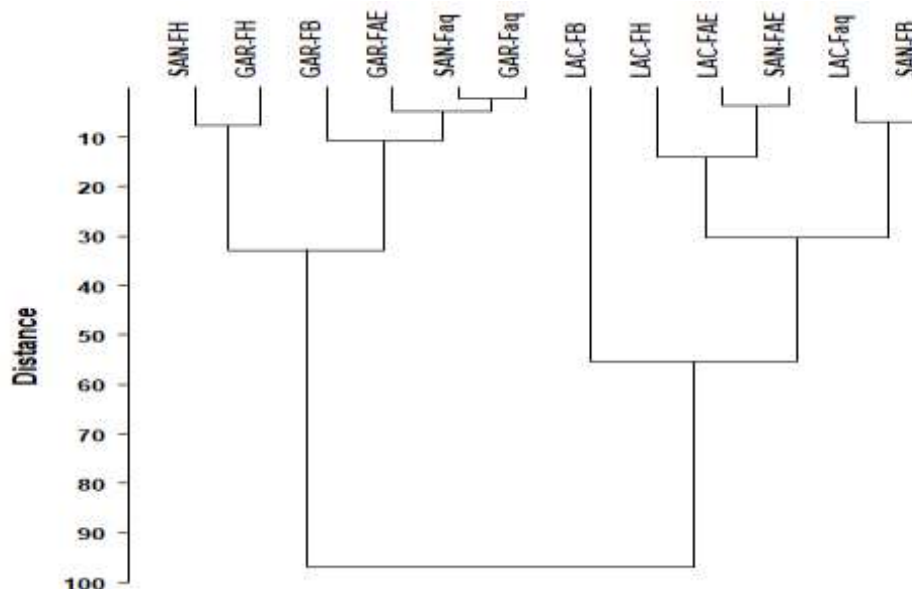 SAN-FH
GAR-FH
GAR-FB
GAR-FAE
SAN-Faq
GAR-Faq
LAC-FB
LAC-FH
LAC-FAE
SAN-FAE
LAC-Faq
SAN-FB
10
20
30
40
50
60
70
80
90
100
Distance